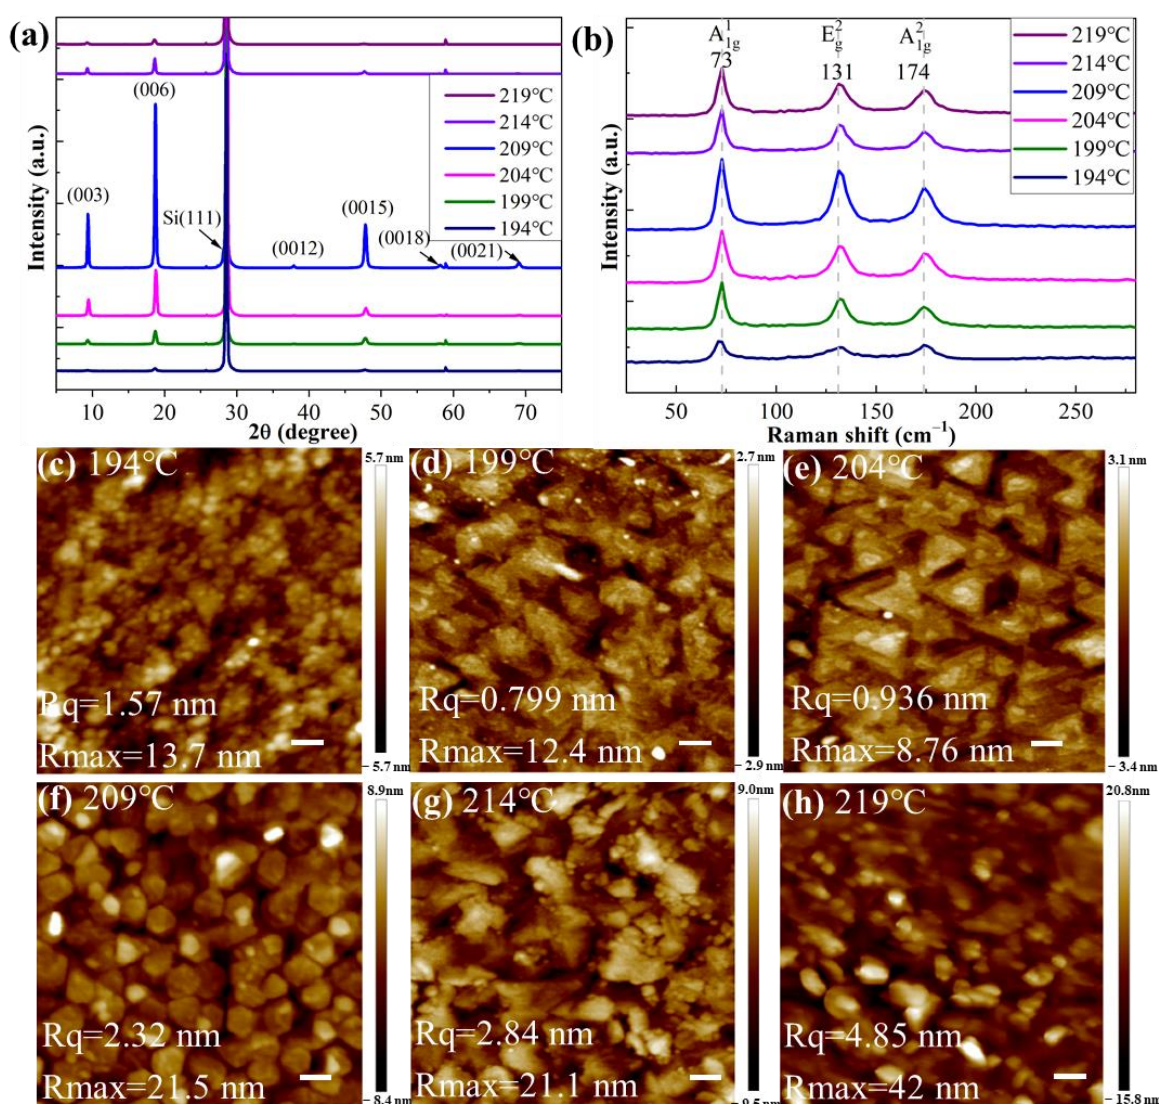 (a)
(003)
(006)
Si(111)
(0012)
(0015)
(0018)
(0021)
219℃
214℃
209℃
204℃
199℃
194℃
Intensity (a.u.)
10 20 30 40 50 60 70
2θ (degree)
(b)
A¹1g
73
E²g
131
A²1g
174
219℃
214℃
209℃
204℃
199℃
194℃
Intensity (a.u.)
50 100 150 200 250
Raman shift (cm⁻¹)
(c) 194℃
Rq=1.57 nm
Rmax=13.7 nm
5.7 nm
−5.7 nm
(d) 199℃
Rq=0.799 nm
Rmax=12.4 nm
2.7 nm
−2.9 nm
(e) 204℃
Rq=0.936 nm
Rmax=8.76 nm
3.1 nm
−3.4 nm
(f) 209℃
Rq=2.32 nm
Rmax=21.5 nm
8.9nm
−8.4 nm
(g) 214℃
Rq=2.84 nm
Rmax=21.1 nm
9.0nm
−9.5 nm
(h) 219℃
Rq=4.85 nm
Rmax=42 nm
20.8nm
−15.8 nm